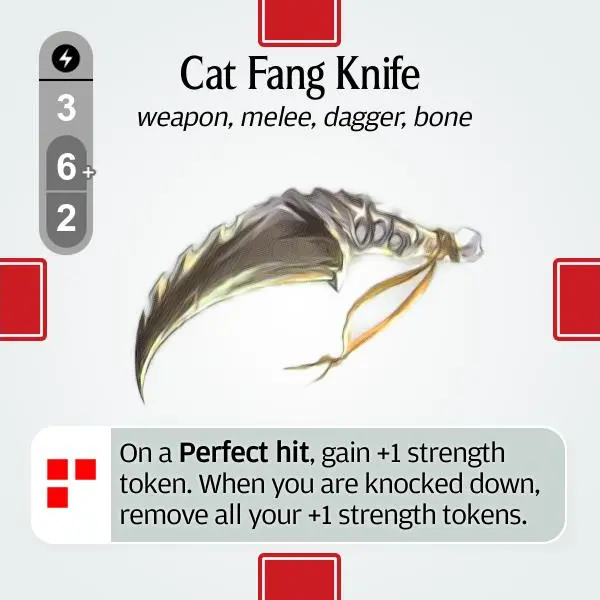 Cat Fang Knife
weapon, melee, dagger, bone
3
6+
2
On a Perfect hit, gain +1 strength
token. When you are knocked down,
remove all your +1 strength tokens.